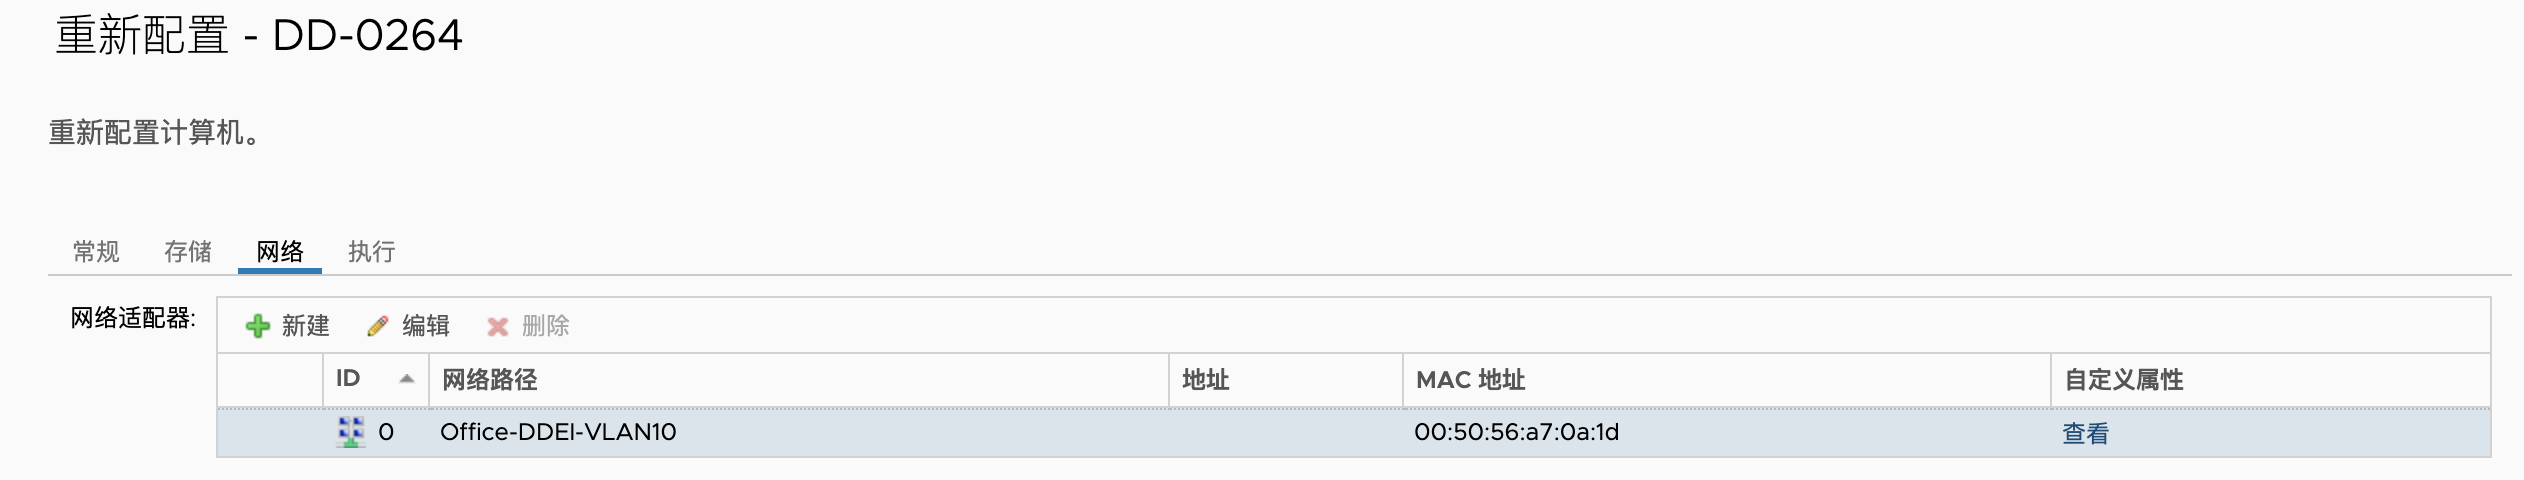 重新配置 - DD-0264
重新配置计算机。
常规 存储 网络 执行
网络适配器: 新建 编辑 删除
ID 网络路径 地址 MAC 地址 自定义属性
0 Office-DDEI-VLAN10 00:50:56:a7:0a:1d 查看